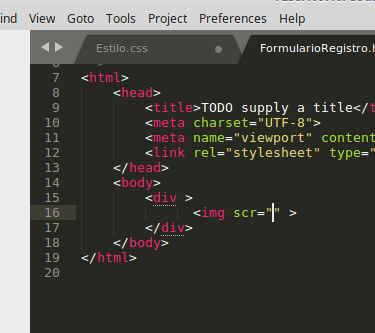 ind View Goto Tools Project Preferences Help
Estilo.css FormularioRegistro.h
7 <html>
8 <head>
9 <title>TODO supply a title</t
10 <meta charset="UTF-8">
11 <meta name="viewport" content
12 <link rel="stylesheet" type="
13 </head>
14 <body>
15 <div >
16 <img scr="" >
17 </div>
18 </body>
19 </html>
20